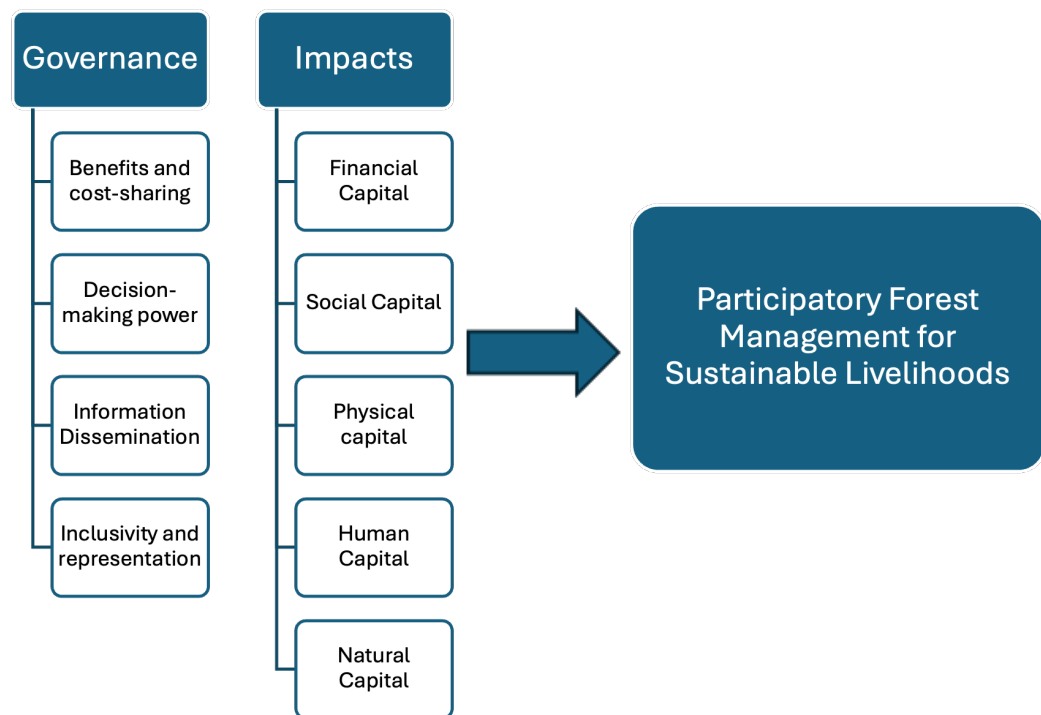 Governance
Benefits and
cost-sharing
Decision-
making power
Information
Dissemination
Inclusivity and
representation
Impacts
Financial
Capital
Social Capital
Physical
capital
Human
Capital
Natural
Capital
Participatory Forest
Management for
Sustainable Livelihoods